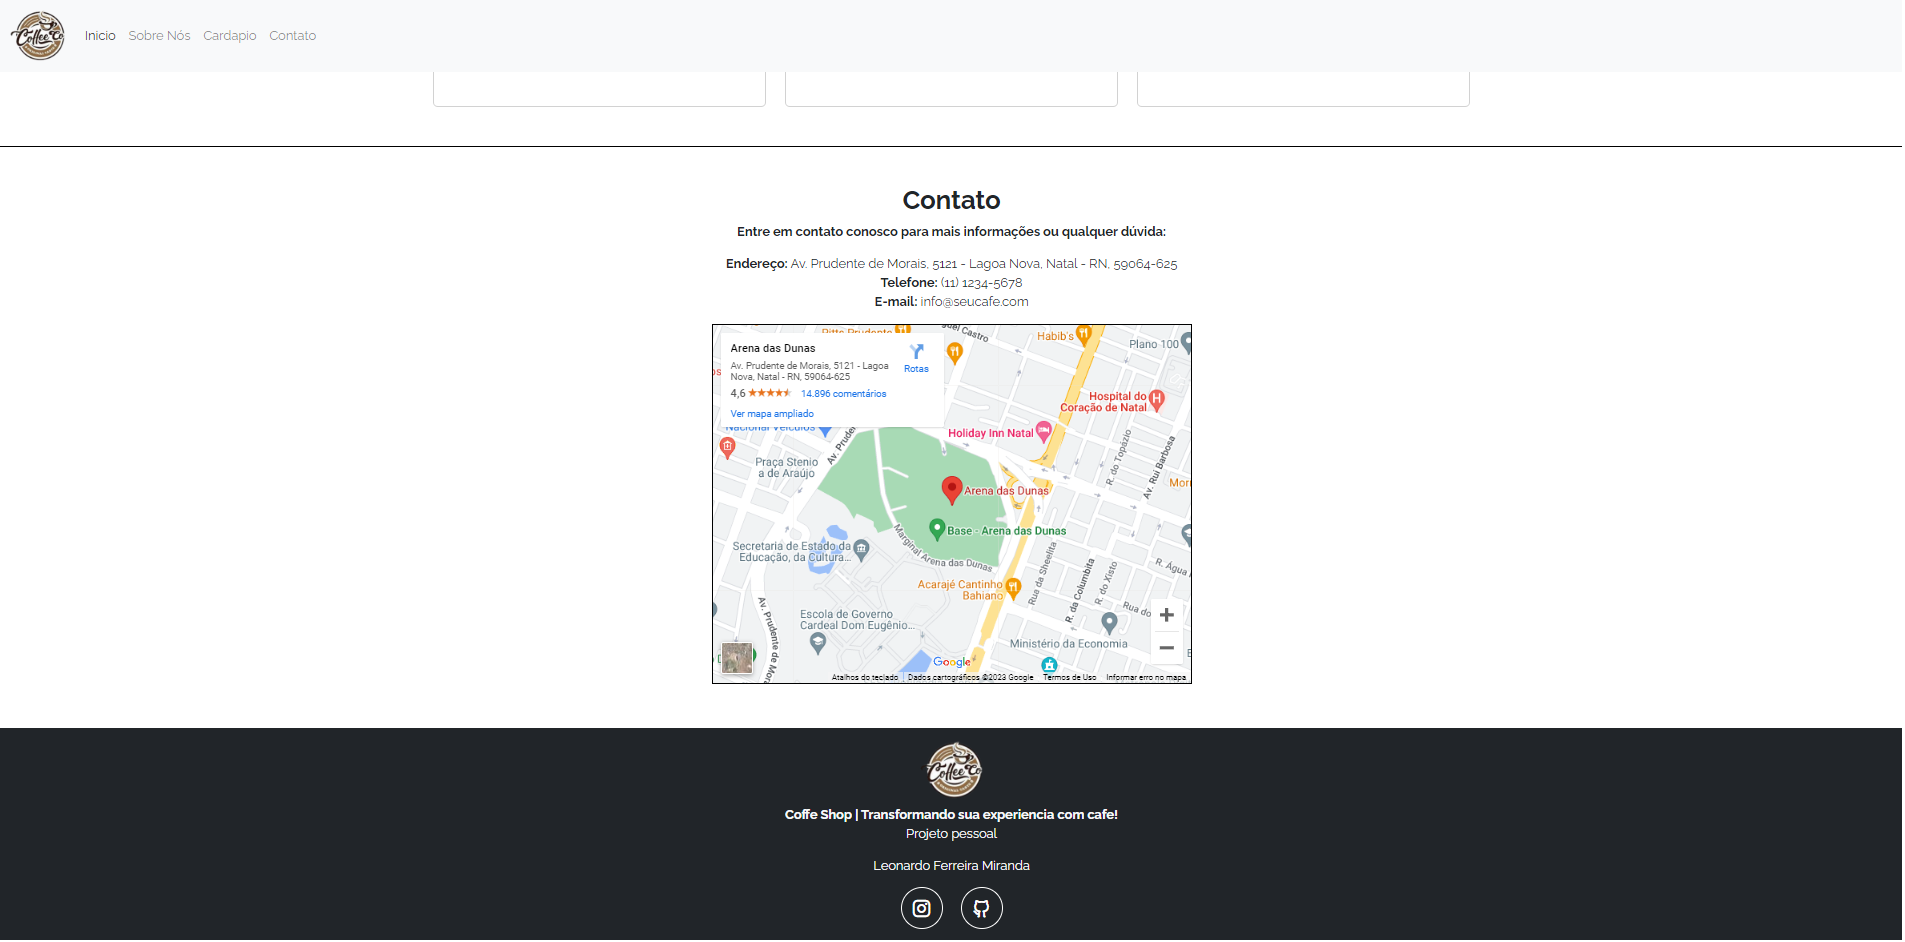 Coffee Co
Inicio Sobre Nós Cardapio Contato
Contato
Entre em contato conosco para mais informações ou qualquer dúvida:
Endereço: Av. Prudente de Morais, 5121 - Lagoa Nova, Natal - RN, 59064-625
Telefone: (11) 1234-5678
E-mail: info@seucafe.com
Pitts Prudente
Habib's
Plano 100
Arena das Dunas
Av. Prudente de Morais, 5121 - Lagoa
Nova, Natal - RN, 59064-625
Rotas
4,6 14.896 comentários
Ver mapa ampliado
Nacional Veículos
Hospital do
Coração de Natal
Holiday Inn Natal
Praça Stenio
a de Araújo
R. do Topázio
Av. Rui Barbosa
Arena das Dunas
Base - Arena das Dunas
Marginal Arena das Dunas
Secretaria de Estado da
Educação, da Cultura...
Acarajé Cantinho
Bahiano
Rua da Sheelita
R. da Columbita
R. do Xisto
R. Água
Rua do
Av. Prudente de Mora
Escola de Governo
Cardeal Dom Eugênio...
Ministério da Economia
Google
Atalhos do teclado Dados cartográficos ©2023 Google Termos de Uso Informar erro no mapa
Coffee Co
Coffe Shop | Transformando sua experiencia com cafe!
Projeto pessoal
Leonardo Ferreira Miranda